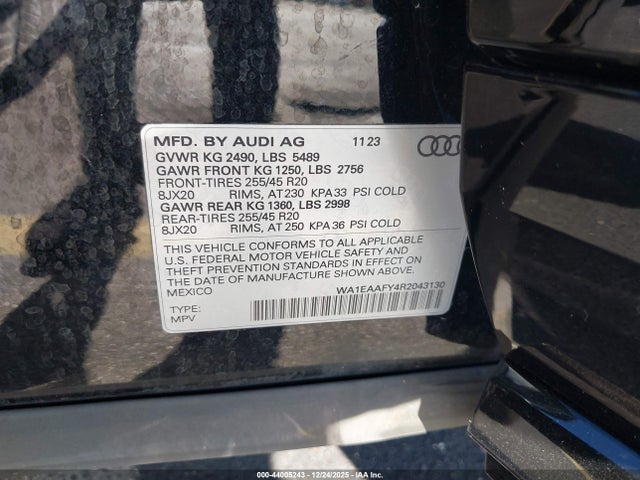 MFD. BY AUDI AG 11 23
GVWR KG 2490, LBS 5489
GAWR FRONT KG 1250, LBS 2756
FRONT-TIRES 255/45 R20
8JX20 RIMS, AT 230 KPA 33 PSI COLD
GAWR REAR KG 1360, LBS 2998
REAR-TIRES 255/45 R20
8JX20 RIMS, AT 250 KPA 36 PSI COLD
THIS VEHICLE CONFORMS TO ALL APPLICABLE
U.S. FEDERAL MOTOR VEHICLE SAFETY AND
THEFT PREVENTION STANDARDS IN EFFECT ON
THE DATE OF MANUFACTURE SHOWN ABOVE.
MEXICO WA1EAAFY4R2043130
TYPE:
MPV
000-44005243 - 12/24/2025 - IAA Inc.